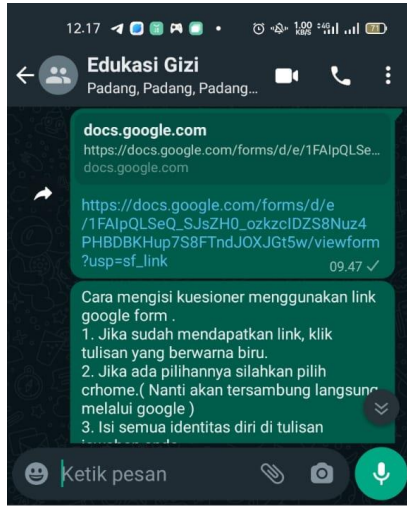 12.17
1.00 KB/S 4G 71
Edukasi Gizi
Padang, Padang, Padang...
docs.google.com
https://docs.google.com/forms/d/e/1FAIpQLSe...
docs.google.com
https://docs.google.com/forms/d/e
/1FAIpQLSeQ_SJsZH0_ozkzcIDZS8Nuz4
PHBDBKHup7S8FTndJOXJGt5w/viewform
?usp=sf_link
09.47
Cara mengisi kuesioner menggunakan link
google form .
1. Jika sudah mendapatkan link, klik
tulisan yang berwarna biru.
2. Jika ada pilihannya silahkan pilih
crhome.( Nanti akan tersambung langsung
melalui google )
3. Isi semua identitas diri di tulisan
Ketik pesan